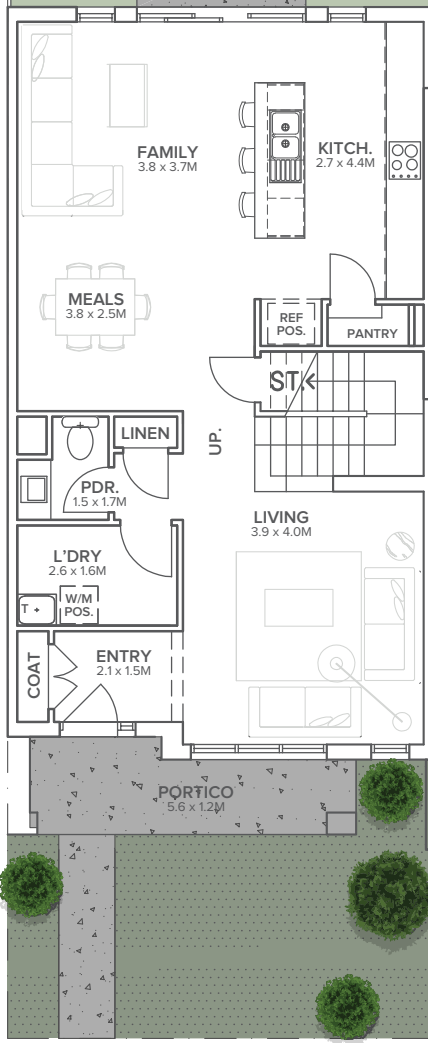 FAMILY
3.8 x 3.7M
KITCH.
2.7 x 4.4M
MEALS
3.8 x 2.5M
REF
POS.
PANTRY
ST.
UP.
LINEN
PDR.
1.5 x 1.7M
LIVING
3.9 x 4.0M
L'DRY
2.6 x 1.6M
W/M
POS.
T
COAT
ENTRY
2.1 x 1.5M
PORTICO
5.6 x 1.2M